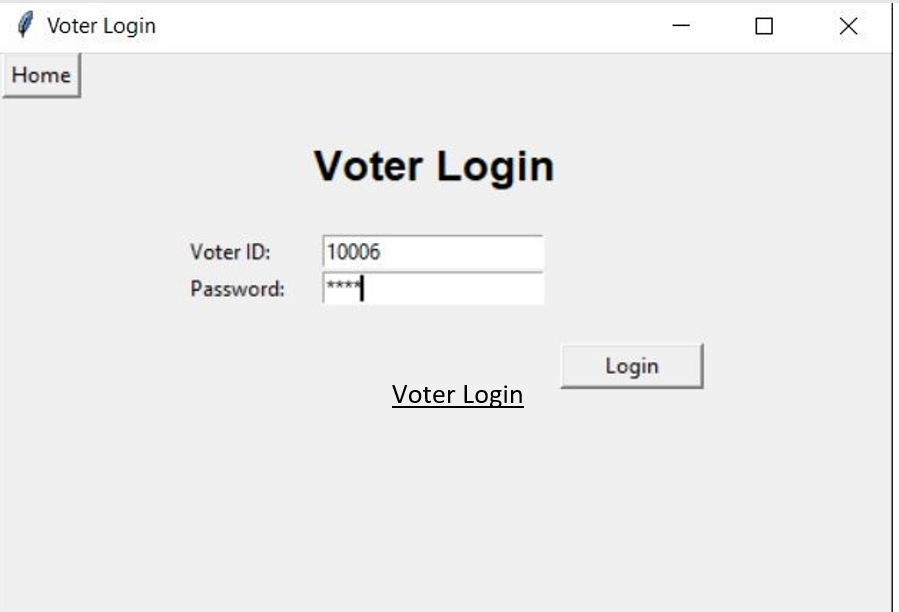 Voter Login
Home
Voter Login
Voter ID: 10006
Password: ****
Login
Voter Login